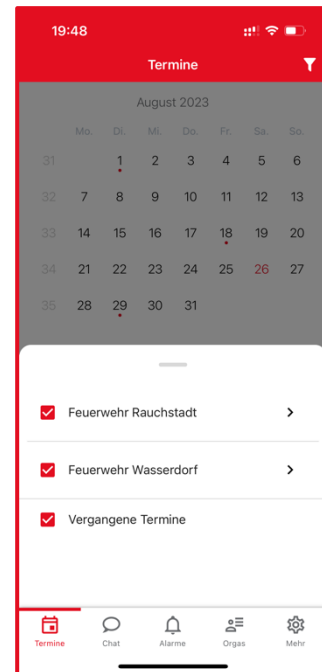 19:48
Termine
August 2023
Mo. Di. Mi. Do. Fr. Sa. So.
31 1 2 3 4 5 6
32 7 8 9 10 11 12 13
33 14 15 16 17 18 19 20
34 21 22 23 24 25 26 27
35 28 29 30 31
Feuerwehr Rauchstadt
Feuerwehr Wasserdorf
Vergangene Termine
Termine Chat Alarme Orgas Mehr